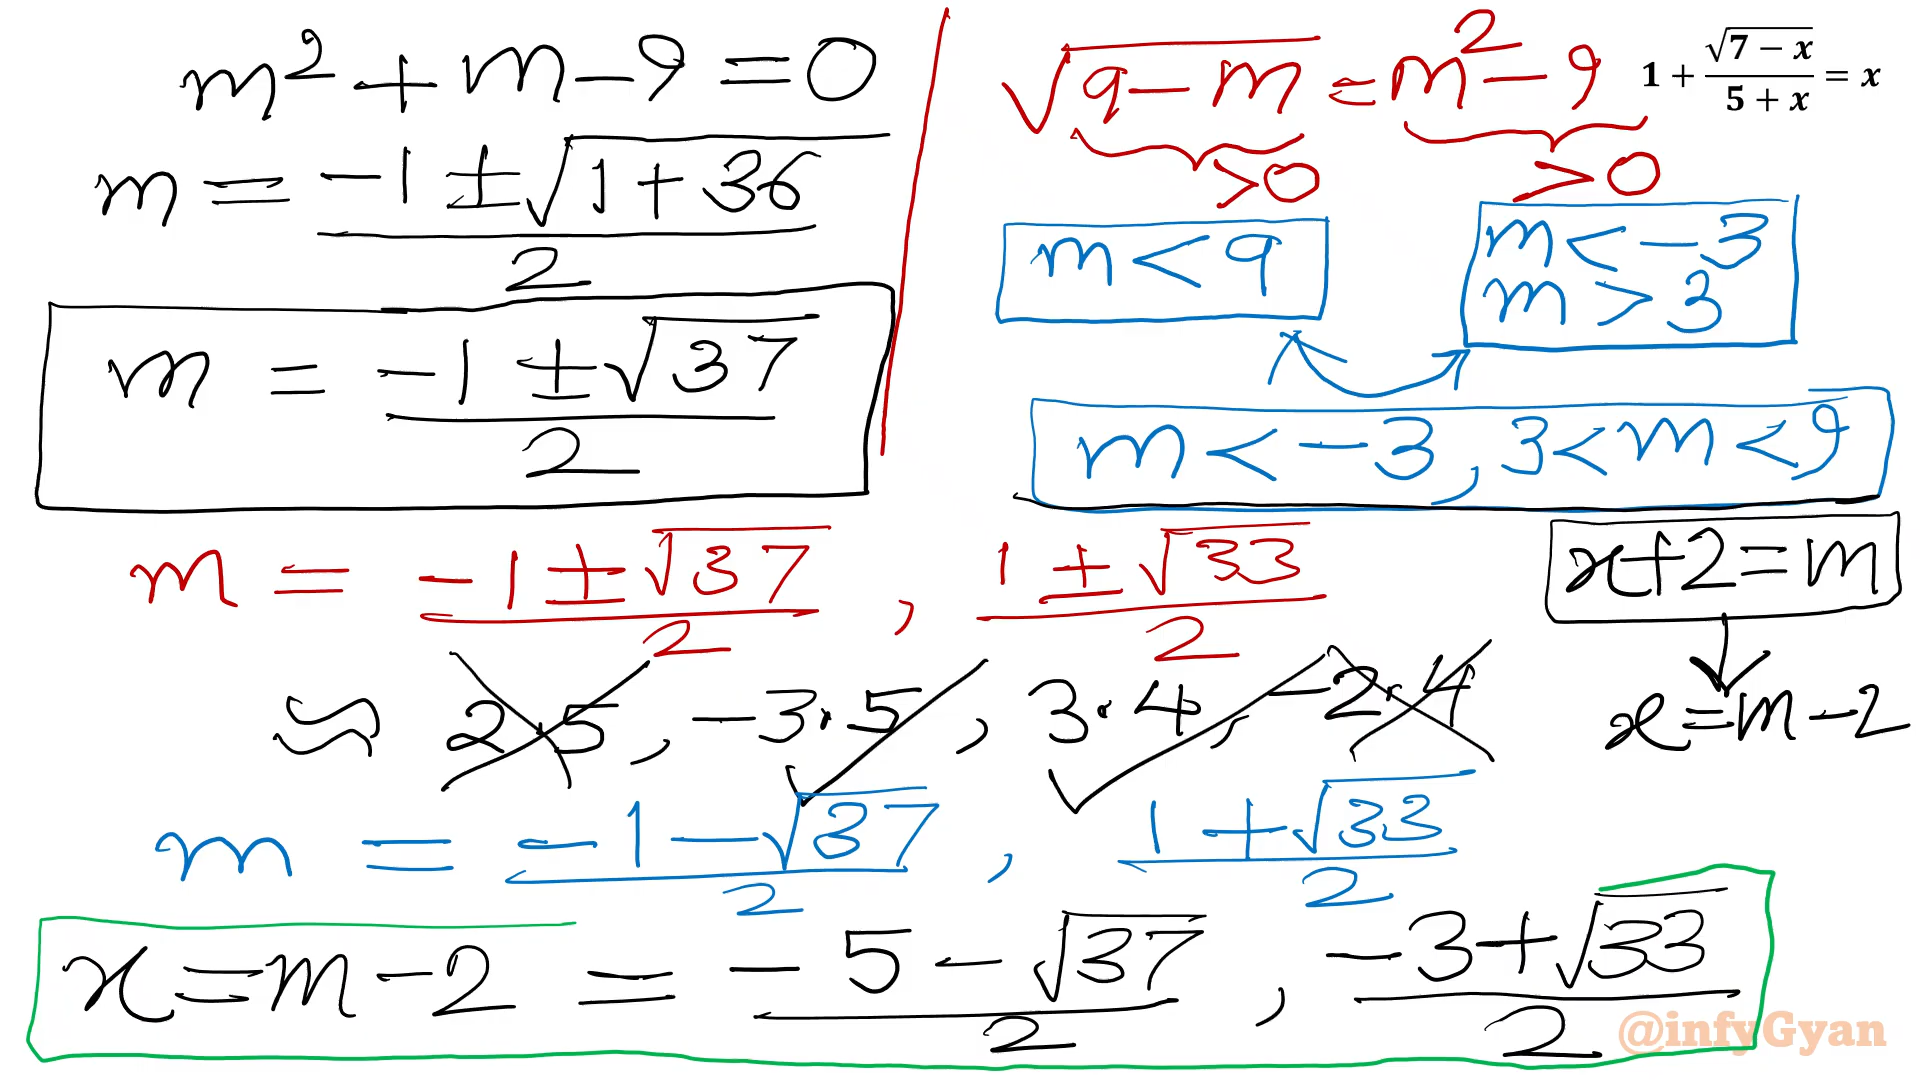 m² + m - 9 = 0
m = (-1 ± √(1 + 36)) / 2
m = (-1 ± √37) / 2
√(9 - m) = m² - 9
> 0    > 0
m < 9
m < -3
m > 3
m < -3, 3 < m < 9
1 + √(7 - x) / (5 + x) = x
m = (-1 ± √37) / 2, (1 ± √33) / 2
x + 2 = m
≈ 2.5, -3.5, 3.4, -2.4
x = m - 2
m = (-1 - √37) / 2, (1 + √33) / 2
x = m - 2 = (-5 - √37) / 2, (-3 + √33) / 2
@infyGyan